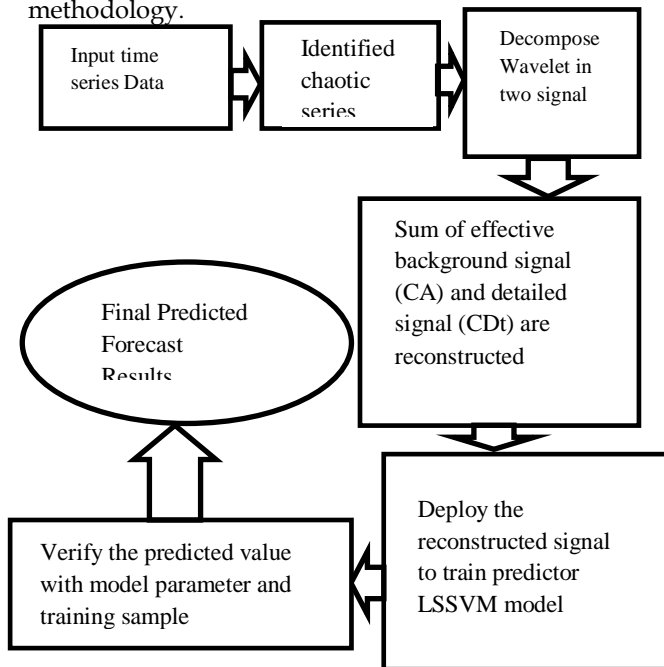 methodology.
Input time
series Data
Identified
chaotic
series
Decompose
Wavelet in
two signal
Sum of effective
background signal
(CA) and detailed
signal (CDt) are
reconstructed
Deploy the
reconstructed signal
to train predictor
LSSVM model
Verify the predicted value
with model parameter and
training sample
Final Predicted
Forecast
Results